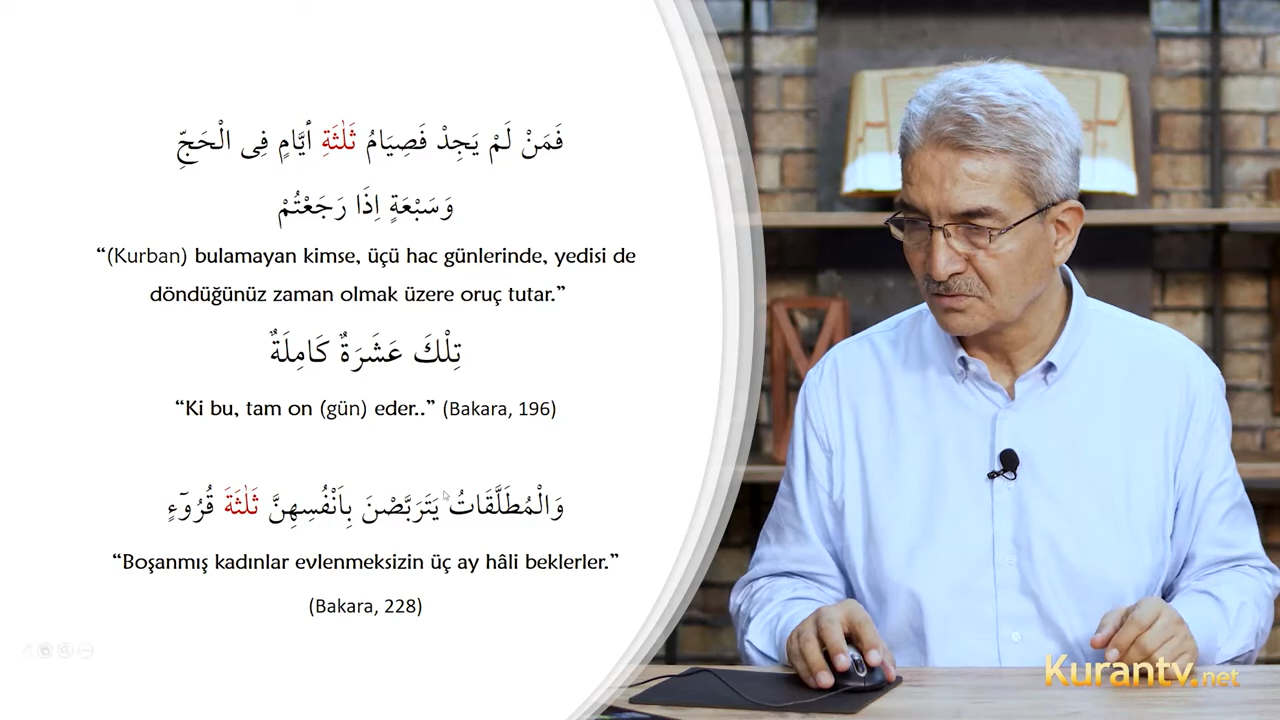 فَمَنْ لَمْ يَجِدْ فَصِيَامُ ثَلٰثَةِ اَيَّامٍ فِى الْحَجِّ
وَسَبْعَةٍ اِذَا رَجَعْتُمْ
“(Kurban) bulamayan kimse, üçü hac günlerinde, yedisi de
döndüğünüz zaman olmak üzere oruç tutar.”
تِلْكَ عَشَرَةٌ كَامِلَةٌ
“Ki bu, tam on (gün) eder..” (Bakara, 196)
وَالْمُطَلَّقَاتُ يَتَرَبَّصْنَ بِاَنْفُسِهِنَّ ثَلٰثَةَ قُرُوٓءٍ
“Boşanmış kadınlar evlenmeksizin üç ay hâli beklerler.”
(Bakara, 228)
Kurantv.net